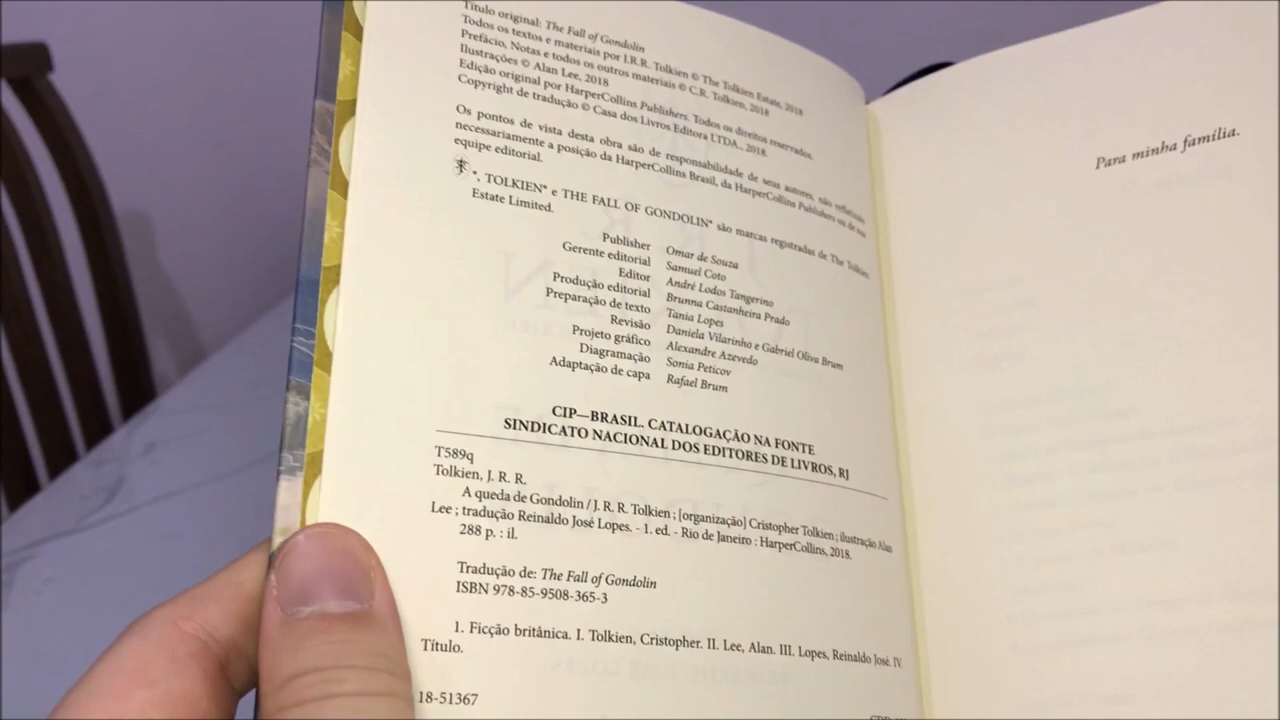 Título original: The Fall of Gondolin
Todos os textos e materiais por J.R.R. Tolkien © The Tolkien Estate, 2018
Prefácio, Notas e todos os outros materiais © C.R. Tolkien, 2018
Ilustrações © Alan Lee, 2018
Edição original por HarperCollins Publishers. Todos os direitos reservados.
Copyright de tradução © Casa dos Livros Editora LTDA., 2018.
Os pontos de vista desta obra são de responsabilidade de seus autores, não refletindo
necessariamente a posição da HarperCollins Brasil, da HarperCollins Publishers ou de sua
equipe editorial.
®, TOLKIEN® e THE FALL OF GONDOLIN® são marcas registradas de The Tolkien
Estate Limited.
Publisher Omar de Souza
Gerente editorial Samuel Coto
Editor André Lodos Tangerino
Produção editorial Brunna Castanheira Prado
Preparação de texto Tania Lopes
Revisão Daniela Vilarinho e Gabriel Oliva Brum
Projeto gráfico Alexandre Azevedo
Diagramação Sonia Peticov
Adaptação de capa Rafael Brum
CIP—BRASIL. CATALOGAÇÃO NA FONTE
SINDICATO NACIONAL DOS EDITORES DE LIVROS, RJ
T589q
Tolkien, J. R. R.
A queda de Gondolin / J. R. R. Tolkien ; [organização] Cristopher Tolkien ; ilustração Alan
Lee ; tradução Reinaldo José Lopes. - 1. ed. - Rio de Janeiro : HarperCollins, 2018.
288 p. : il.
Tradução de: The Fall of Gondolin
ISBN 978-85-9508-365-3
1. Ficção britânica. I. Tolkien, Cristopher. II. Lee, Alan. III. Lopes, Reinaldo José. IV.
Título.
18-51367
Para minha família.